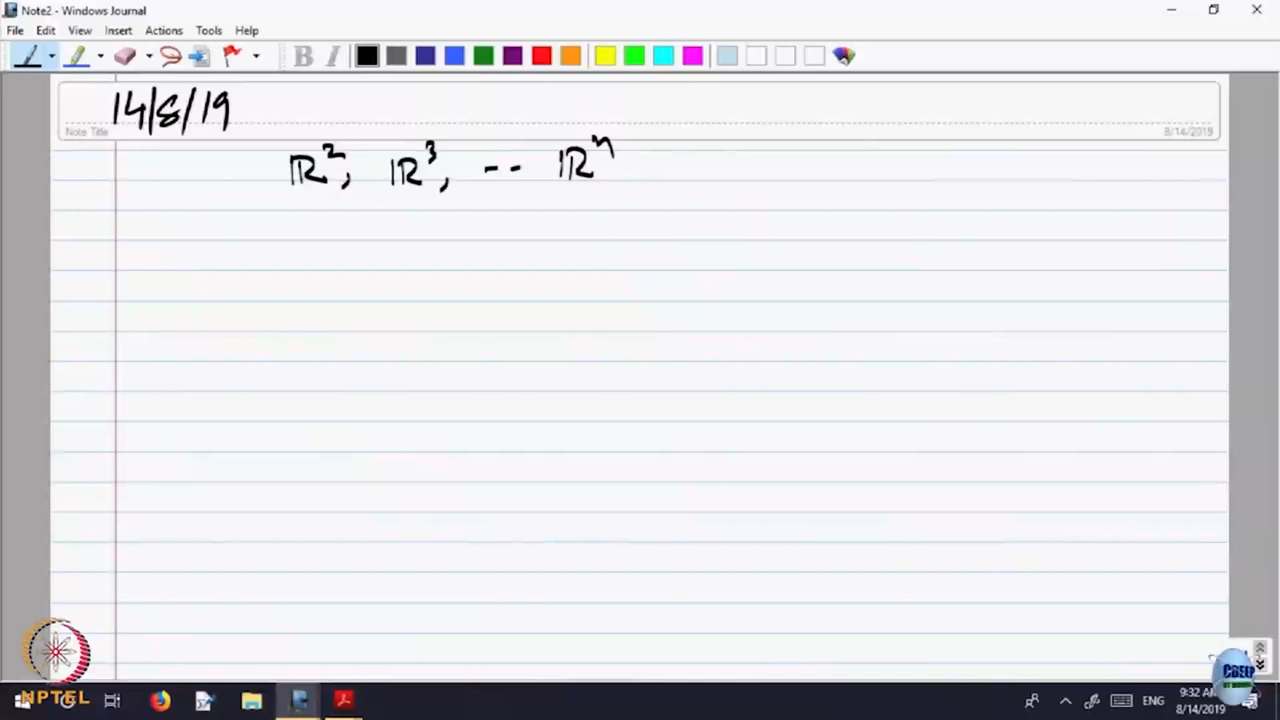 Note2 - Windows Journal
File Edit View Insert Actions Tools Help
B I
14/8/19
Note Title 8/14/2019
ℝ², ℝ³, -- ℝⁿ
CDEEP
NPTEL
ENG 9:32 AM
8/14/2019